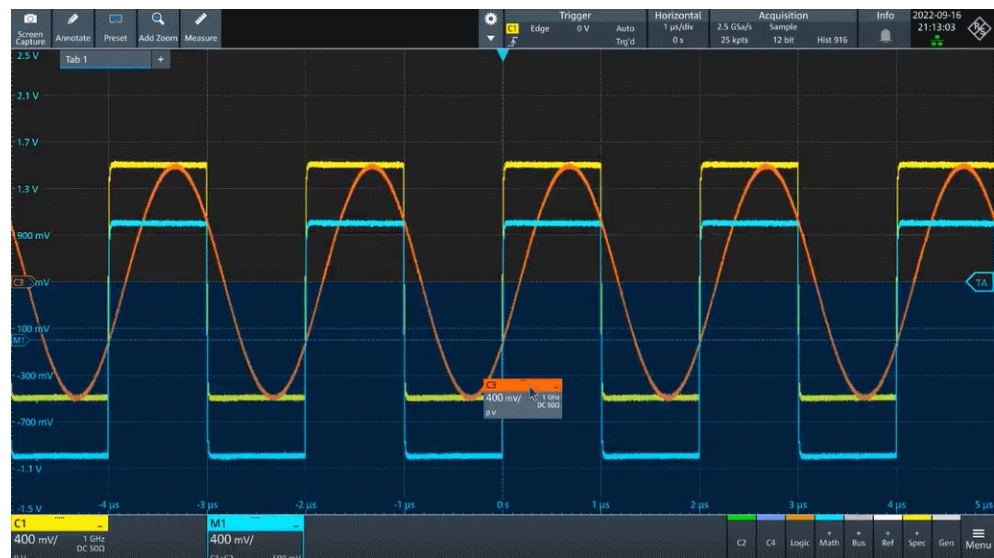 Screen Capture
Annotate
Preset
Add Zoom
Measure
C1 Edge 0 V Auto Trg'd
Trigger
Horizontal
1 µs/div
0 s
Acquisition
2.5 GSa/s Sample
25 kpts 12 bit Hist 916
Info
2022-09-16
21:13:03
R&S
2.5 V
Tab 1 +
2.1 V
1.7 V
1.3 V
900 mV
C3 mV
TA
100 mV
M1
-300 mV
C3
400 mV/ 1 GHz
DC 50Ω
0 V
-700 mV
-1.1 V
-1.5 V
-4 µs -3 µs -2 µs -1 µs 0 s 1 µs 2 µs 3 µs 4 µs 5 µs
C1
400 mV/ 1 GHz
DC 50Ω
0 V
M1
400 mV/
C1+C3 500 mV
C2
C4
Logic
+ Math
+ Bus
+ Ref
+ Spec
Gen
Menu